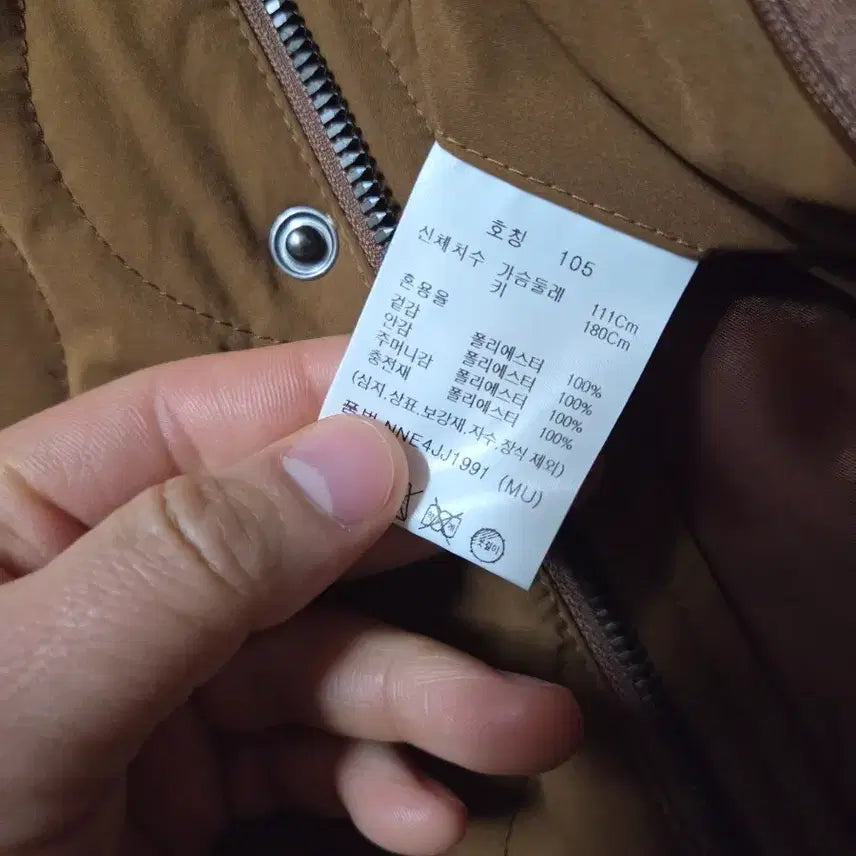 호칭 105
신체치수 가슴둘레 111Cm
키 180Cm
혼용율
겉감 폴리에스터 100%
안감 폴리에스터 100%
주머니감 폴리에스터 100%
충전재 폴리에스터 100%
(심지.상표.보강재.자수.장식 제외)
품번 NNE4JJ1991 (MU)
옷걸이